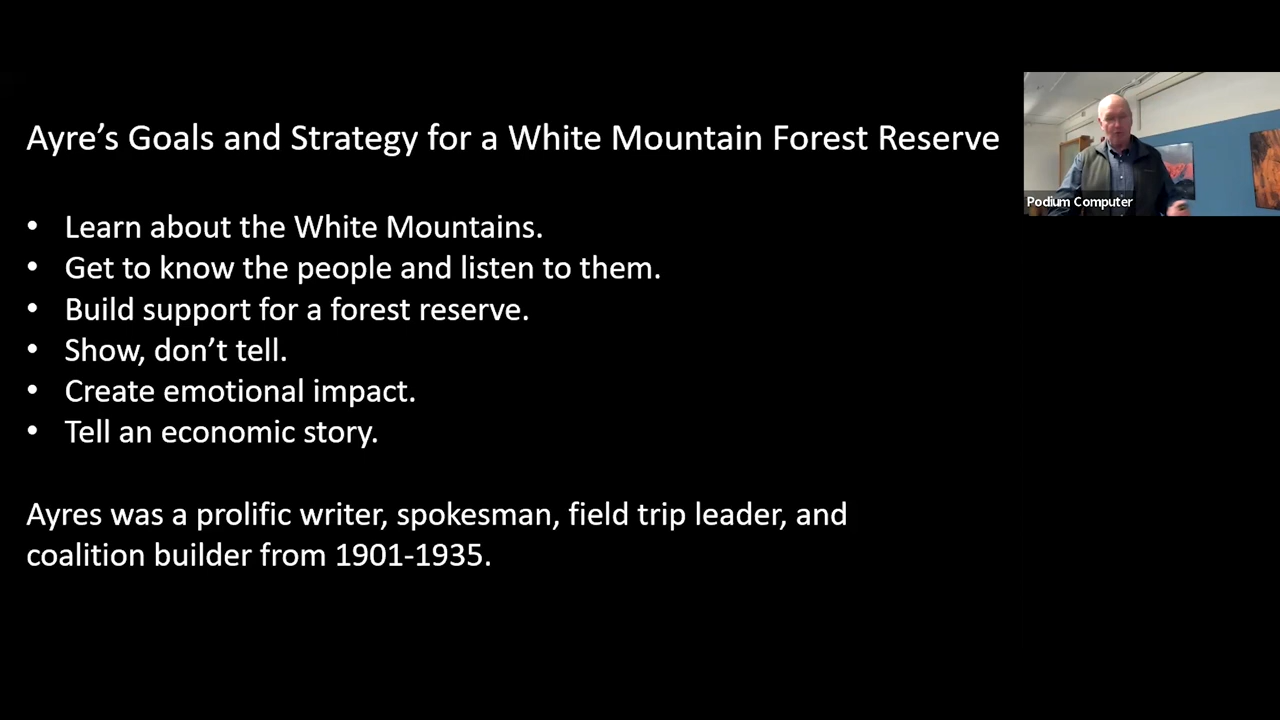 Ayre’s Goals and Strategy for a White Mountain Forest Reserve
Podium Computer
• Learn about the White Mountains.
• Get to know the people and listen to them.
• Build support for a forest reserve.
• Show, don’t tell.
• Create emotional impact.
• Tell an economic story.
Ayres was a prolific writer, spokesman, field trip leader, and
coalition builder from 1901-1935.